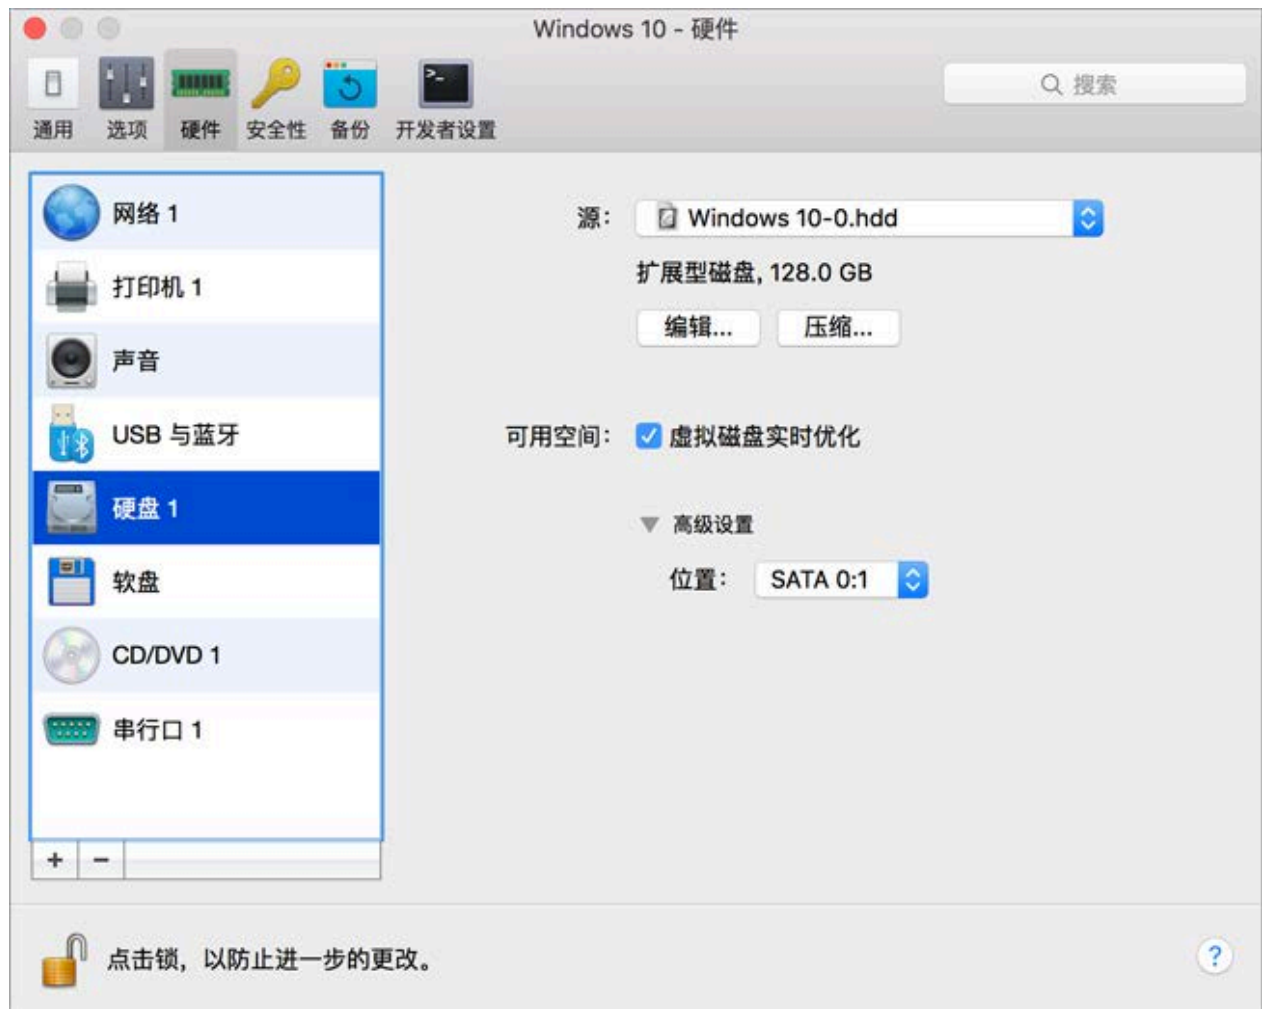 Windows 10 - 硬件
通用 选项 硬件 安全性 备份 开发者设置
搜索
网络 1
打印机 1
声音
USB 与蓝牙
硬盘 1
软盘
CD/DVD 1
串行口 1
+ −
源： Windows 10-0.hdd
扩展型磁盘, 128.0 GB
编辑... 压缩...
可用空间： 虚拟磁盘实时优化
高级设置
位置： SATA 0:1
点击锁，以防止进一步的更改。
?